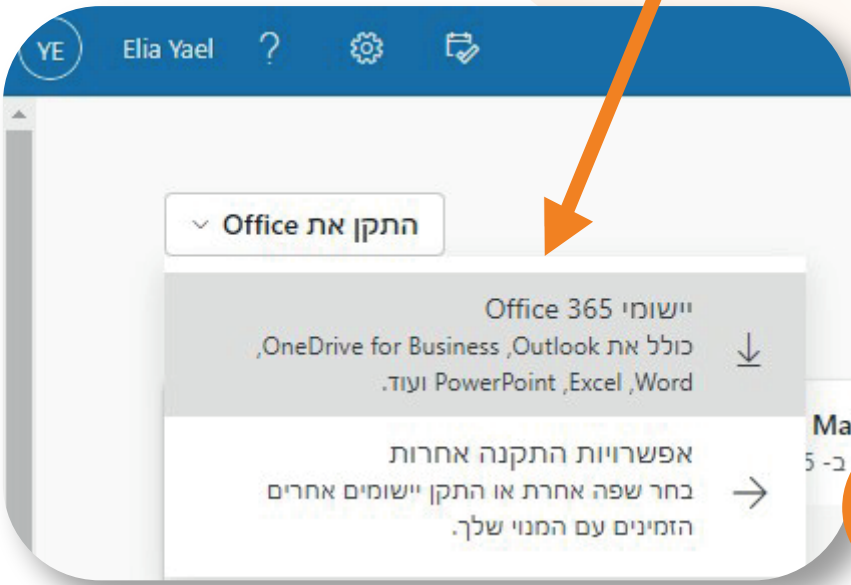 YE Elia Yael ?
התקן את Office
יישומי Office 365
כולל את OneDrive for Business ,Outlook,
PowerPoint ,Excel ,Word ועוד.
Ma
ב- 5
אפשרויות התקנה אחרות
בחר שפה אחרת או התקן יישומים אחרים
הזמינים עם המנוי שלך.